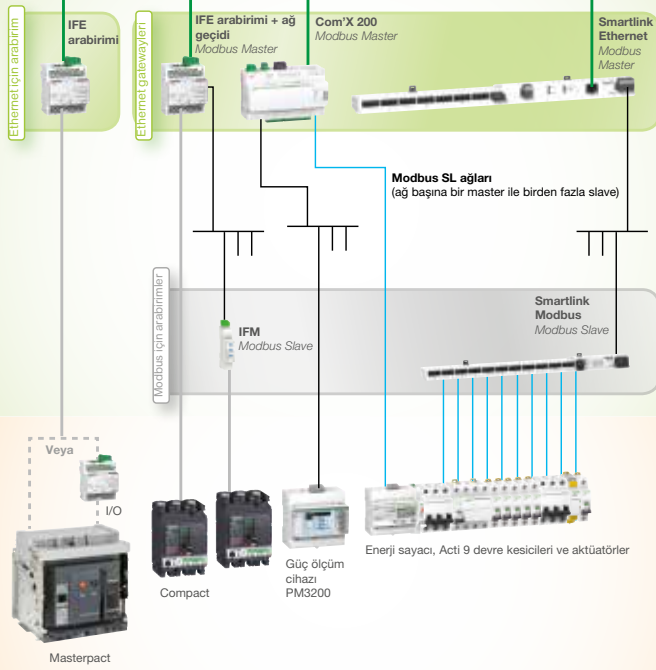 Ethernet için arabirim
IFE
arabirimi
Ethernet gatewayleri
IFE arabirimi + ağ
geçidi
Modbus Master
Com'X 200
Modbus Master
Smartlink
Ethernet
Modbus
Master
Modbus SL ağları
(ağ başına bir master ile birden fazla slave)
Modbus için arabirimler
IFM
Modbus Slave
Smartlink
Modbus
Modbus Slave
Veya
I/O
Masterpact
Compact
Güç ölçüm
cihazı
PM3200
Enerji sayacı, Acti 9 devre kesicileri ve aktüatörler